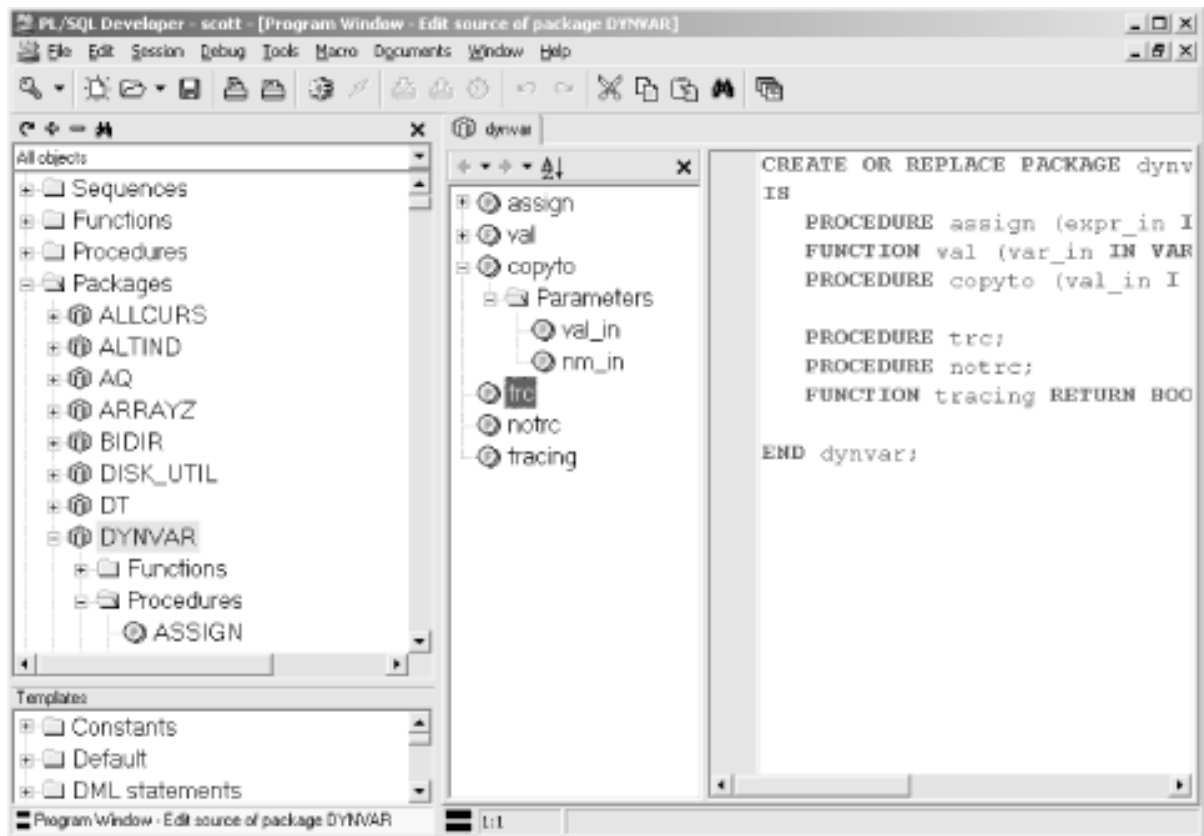 PL/SQL Developer - scott - [Program Window - Edit source of package DYNVAR]
File Edit Session Debug Tools Macro Documents Window Help
All objects
Sequences
Functions
Procedures
Packages
ALLCURS
ALTIND
AQ
ARRAYZ
BIDIR
DISK_UTIL
DT
DYNVAR
Functions
Procedures
ASSIGN
Templates
Constants
Default
DML statements
Program Window - Edit source of package DYNVAR
dynvar
assign
val
copyto
Parameters
val_in
nm_in
trc
notrc
tracing
CREATE OR REPLACE PACKAGE dynv
IS
PROCEDURE assign (expr_in I
FUNCTION val (var_in IN VAR
PROCEDURE copyto (val_in I
PROCEDURE trc;
PROCEDURE notrc;
FUNCTION tracing RETURN BOO
END dynvar;
1:1